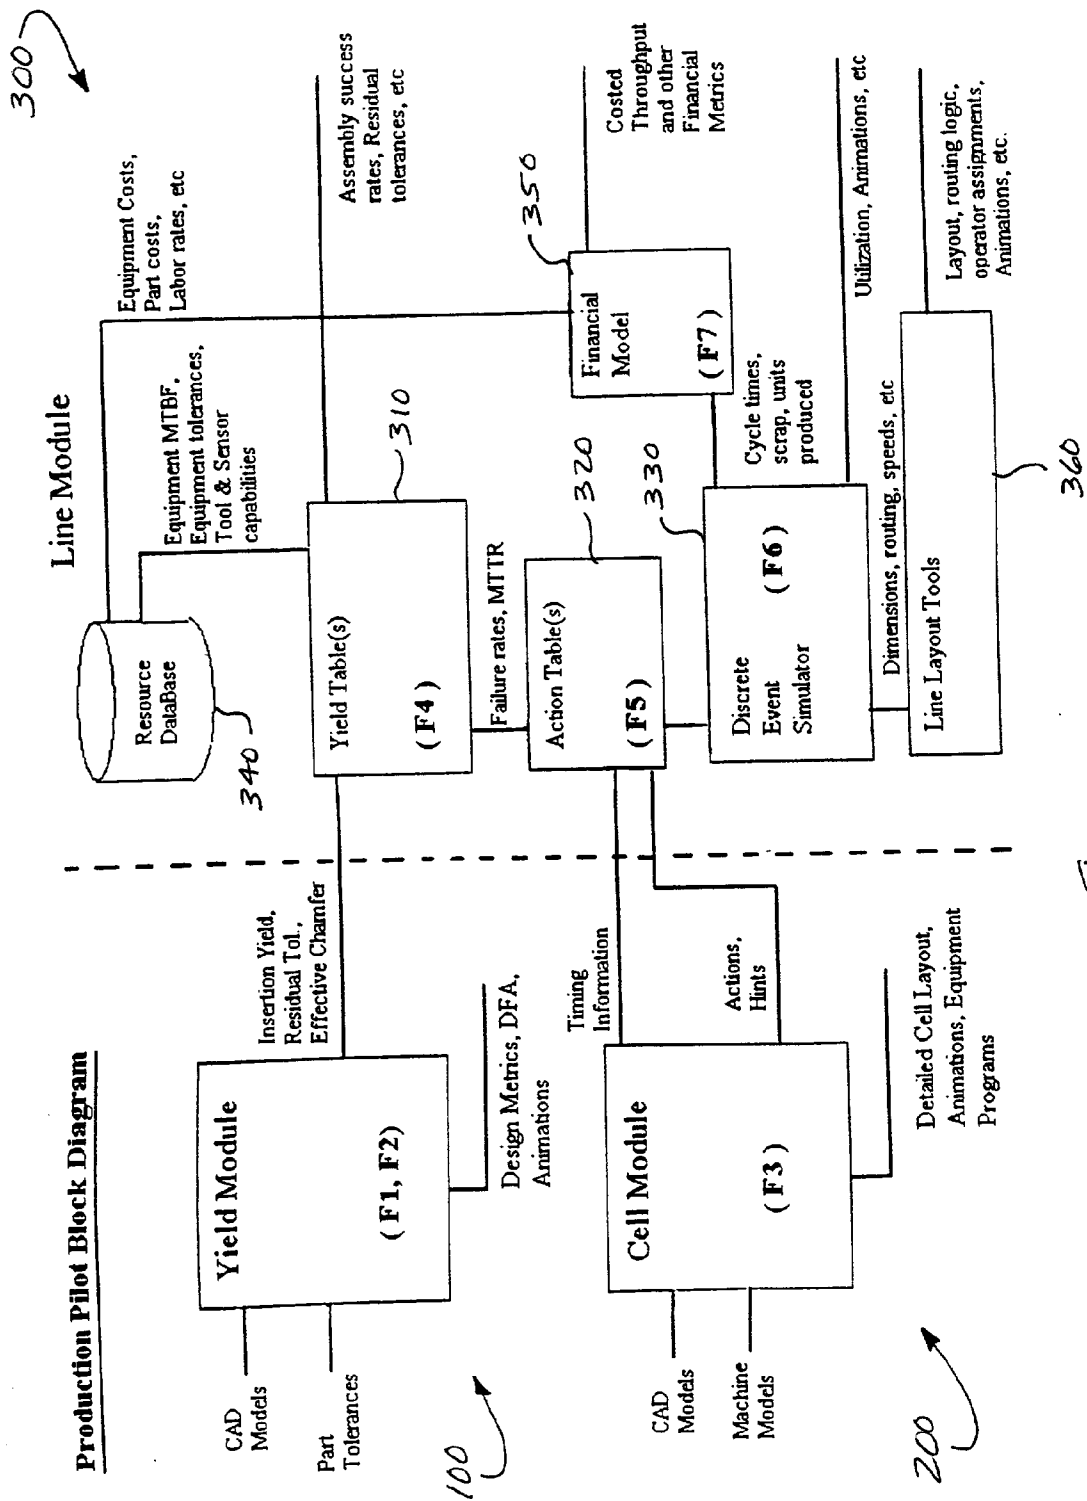 Production Pilot Block Diagram
Line Module
300
CAD
Models
Part
Tolerances
Yield Module
(F1, F2)
100
Insertion Yield,
Residual Tol.,
Effective Chamfer
Design Metrics, DFA,
Animations
CAD
Models
Machine
Models
Cell Module
(F3)
200
Timing
Information
Actions,
Hints
Detailed Cell Layout,
Animations, Equipment
Programs
Resource
DataBase
340
Equipment Costs,
Part costs,
Labor rates, etc
Equipment MTBF,
Equipment tolerances,
Tool & Sensor
capabilities
Yield Table(s)
(F4)
310
Assembly success
rates, Residual
tolerances, etc
Failure rates, MTTR
Action Table(s)
(F5)
320
Discrete
Event
Simulator
(F6)
330
Financial
Model
(F7)
350
Costed
Throughput
and other
Financial
Metrics
Cycle times,
scrap, units
produced
Utilization, Animations, etc
Dimensions, routing, speeds, etc
Line Layout Tools
360
Layout, routing logic,
operator assignments,
Animations, etc.